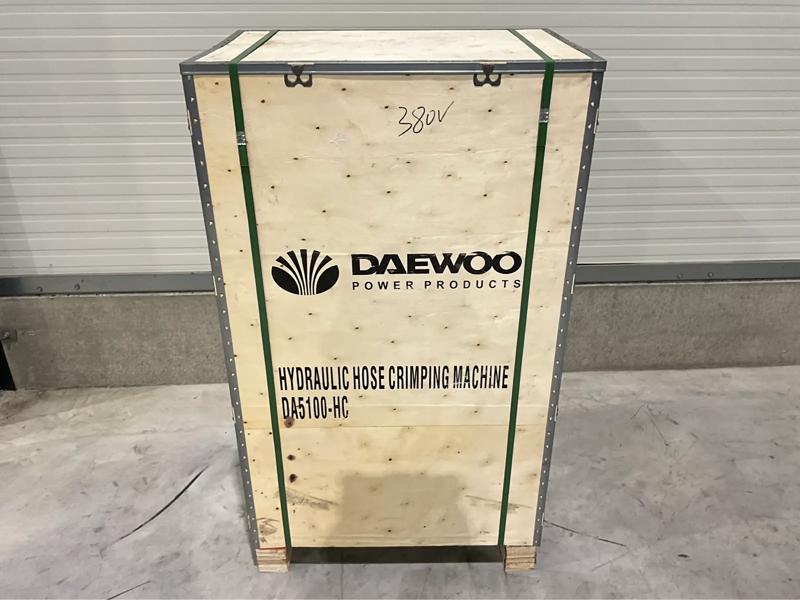 380V
DAEWOO
POWER PRODUCTS
HYDRAULIC HOSE CRIMPING MACHINE
DA5100-HC